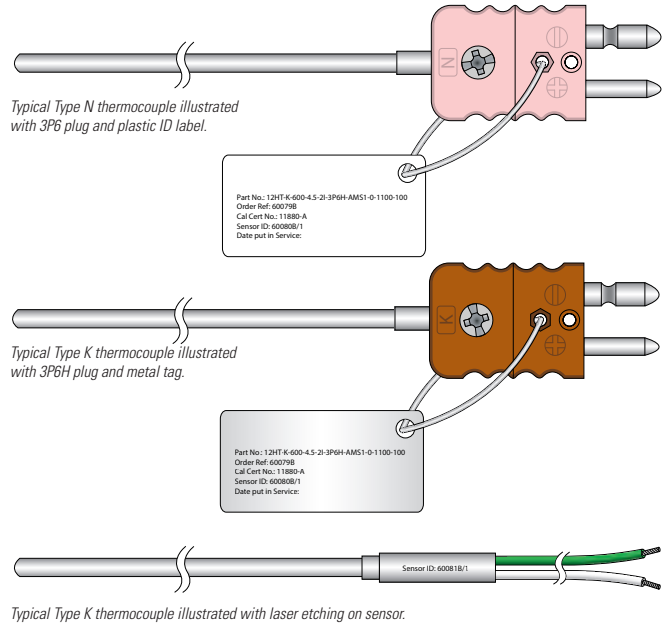 N
Typical Type N thermocouple illustrated
with 3P6 plug and plastic ID label.
Part No.: 12HT-K-600-4.5-2I-3P6H-AMS1-0-1100-100
Order Ref: 60079B
Cal Cert No.: 11880-A
Sensor ID: 60080B/1
Date put in Service:
K
Typical Type K thermocouple illustrated
with 3P6H plug and metal tag.
Part No.: 12HT-K-600-4.5-2I-3P6H-AMS1-0-1100-100
Order Ref: 60079B
Cal Cert No.: 11880-A
Sensor ID: 60080B/1
Date put in Service:
Sensor ID: 60081B/1
Typical Type K thermocouple illustrated with laser etching on sensor.